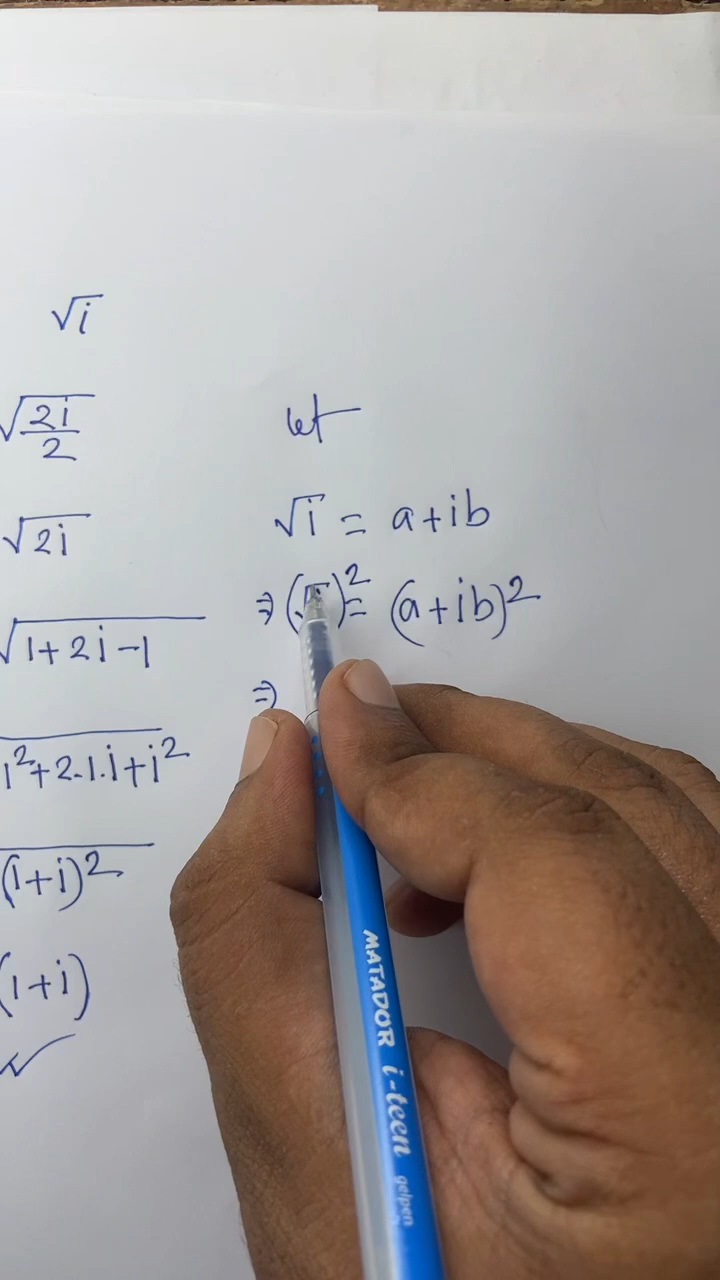 √i
√2i/2
√2i
√1+2i-1
1²+2.1.i+i²
(1+i)²
(1+i)
let
√i = a+ib
⇒ (√i)² = (a+ib)²
⇒
MATADOR i-teen gelpen